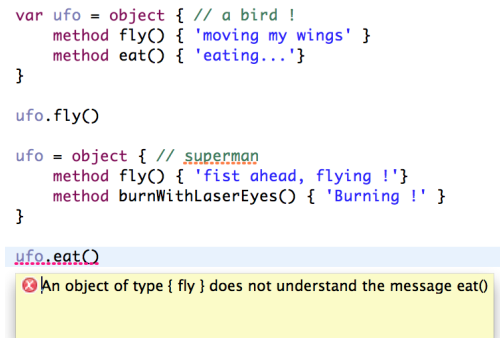 var ufo = object { // a bird !
method fly() { 'moving my wings' }
method eat() { 'eating...'}
}
ufo.fly()
ufo = object { // superman
method fly() { 'fist ahead, flying !'}
method burnWithLaserEyes() { 'Burning !' }
}
ufo.eat()
An object of type { fly } does not understand the message eat()